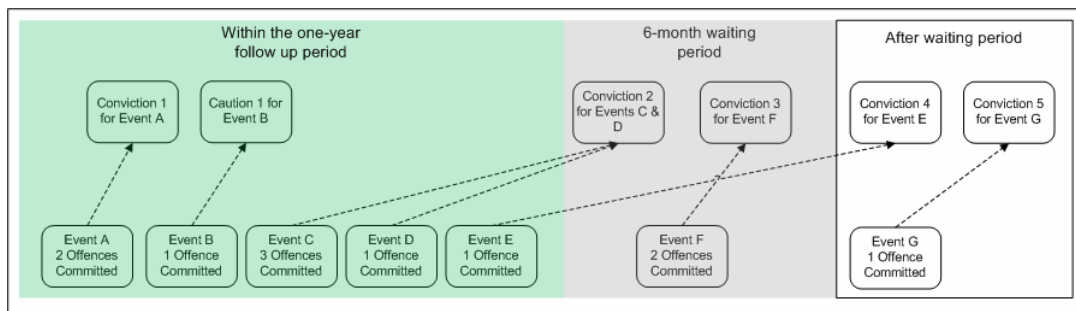 Within the one-year
follow up period
6-month waiting
period
After waiting period
Conviction 1
for Event A
Caution 1 for
Event B
Conviction 2
for Events C &
D
Conviction 3
for Event F
Conviction 4
for Event E
Conviction 5
for Event G
Event A
2 Offences
Committed
Event B
1 Offence
Committed
Event C
3 Offences
Committed
Event D
1 Offence
Committed
Event E
1 Offence
Committed
Event F
2 Offences
Committed
Event G
1 Offence
Committed